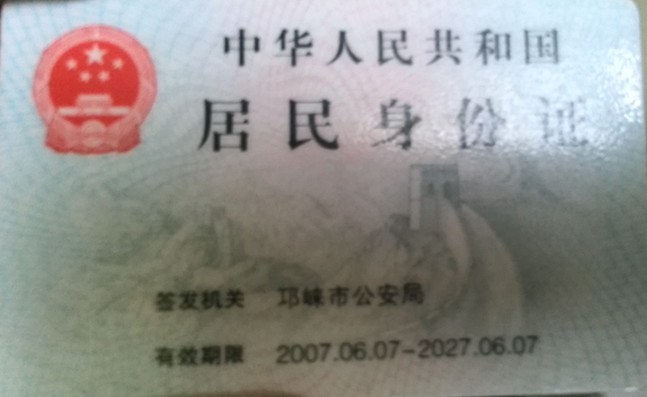 中华人民共和国
居民身份证
签发机关 邛崃市公安局
有效期限 2007.06.07-2027.06.07